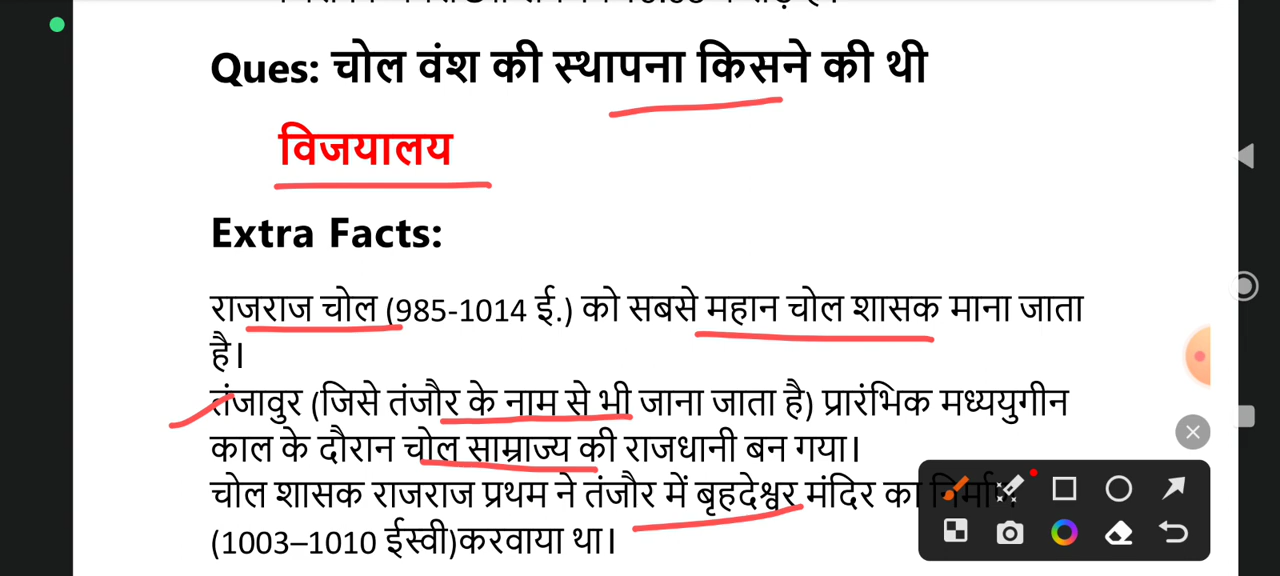 Ques: चोल वंश की स्थापना किसने की थी
विजयालय
Extra Facts:
राजराज चोल (985-1014 ई.) को सबसे महान चोल शासक माना जाता
है।
तंजावुर (जिसे तंजौर के नाम से भी जाना जाता है) प्रारंभिक मध्ययुगीन
काल के दौरान चोल साम्राज्य की राजधानी बन गया।
चोल शासक राजराज प्रथम ने तंजौर में बृहदेश्वर मंदिर का निर्माण
(1003–1010 ईस्वी)करवाया था।